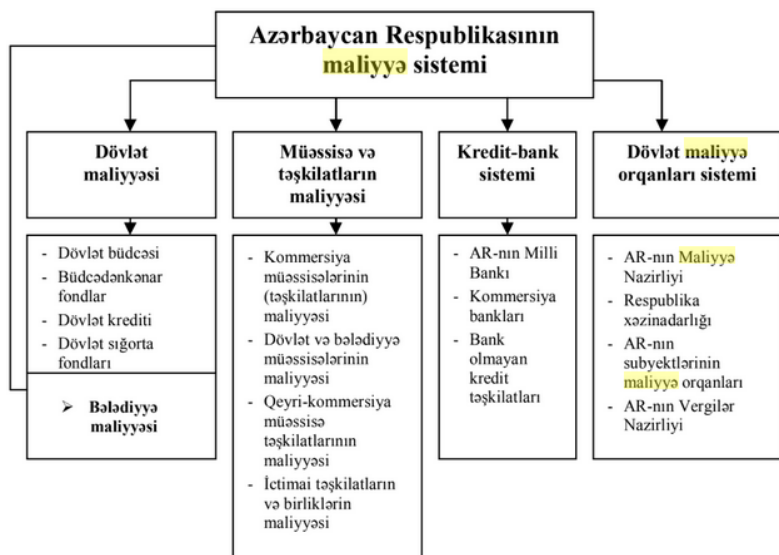 Azərbaycan Respublikasının
maliyyə sistemi
Dövlət
maliyyəsi
Müəssisə və
təşkilatların
maliyyəsi
Kredit-bank
sistemi
Dövlət maliyyə
orqanları sistemi
- Dövlət büdcəsi
- Büdcədənkənar
fondlar
- Dövlət krediti
- Dövlət sığorta
fondları
➢ Bələdiyyə
maliyyəsi
- Kommersiya
müəssisələrinin
(təşkilatlarının)
maliyyəsi
- Dövlət və bələdiyyə
müəssisələrinin
maliyyəsi
- Qeyri-kommersiya
müəssisə
təşkilatlarının
maliyyəsi
- İctimai təşkilatların
və birliklərin
maliyyəsi
- AR-nın Milli
Bankı
- Kommersiya
bankları
- Bank
olmayan
kredit
təşkilatları
- AR-nın Maliyyə
Nazirliyi
- Respublika
xəzinadarlığı
- AR-nın
subyektlərinin
maliyyə orqanları
- AR-nın Vergilər
Nazirliyi